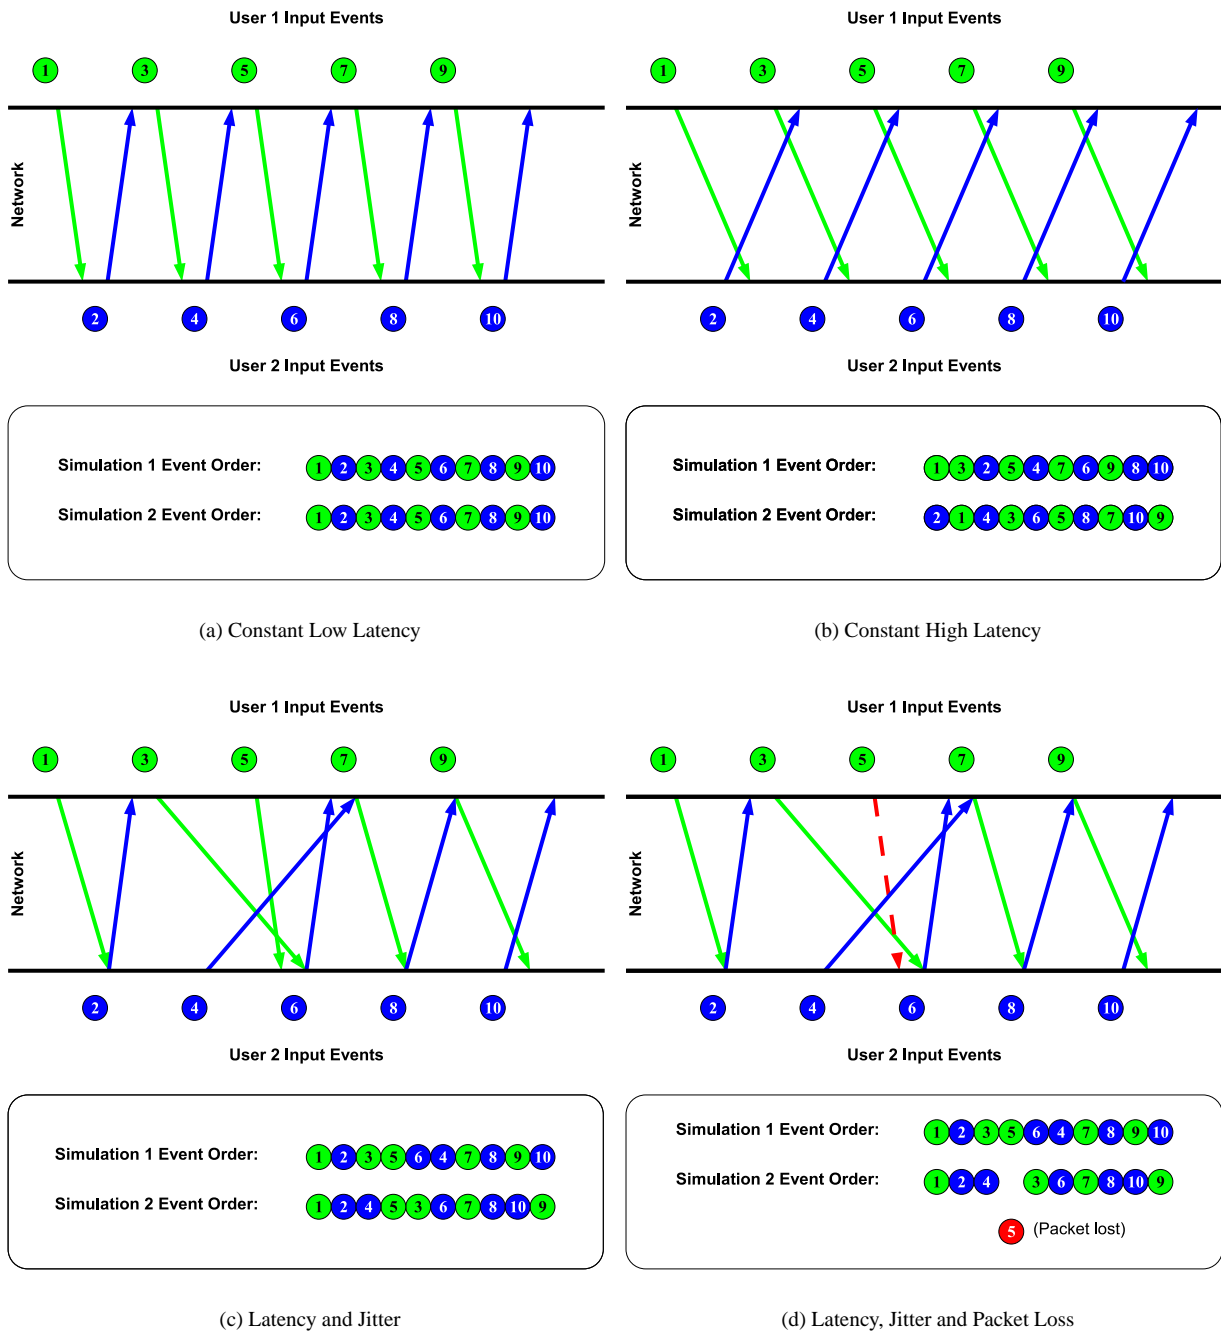 User 1 Input Events
1 3 5 7 9
Network
2 4 6 8 10
User 2 Input Events
Simulation 1 Event Order: 1 2 3 4 5 6 7 8 9 10
Simulation 2 Event Order: 1 2 3 4 5 6 7 8 9 10
(a) Constant Low Latency
User 1 Input Events
1 3 5 7 9
Network
2 4 6 8 10
User 2 Input Events
Simulation 1 Event Order: 1 3 2 5 4 7 6 9 8 10
Simulation 2 Event Order: 2 1 4 3 6 5 8 7 10 9
(b) Constant High Latency
User 1 Input Events
1 3 5 7 9
Network
2 4 6 8 10
User 2 Input Events
Simulation 1 Event Order: 1 2 3 5 6 4 7 8 9 10
Simulation 2 Event Order: 1 2 4 5 3 6 7 8 10 9
(c) Latency and Jitter
User 1 Input Events
1 3 5 7 9
Network
2 4 6 8 10
User 2 Input Events
Simulation 1 Event Order: 1 2 3 5 6 4 7 8 9 10
Simulation 2 Event Order: 1 2 4 3 6 7 8 10 9
5 (Packet lost)
(d) Latency, Jitter and Packet Loss